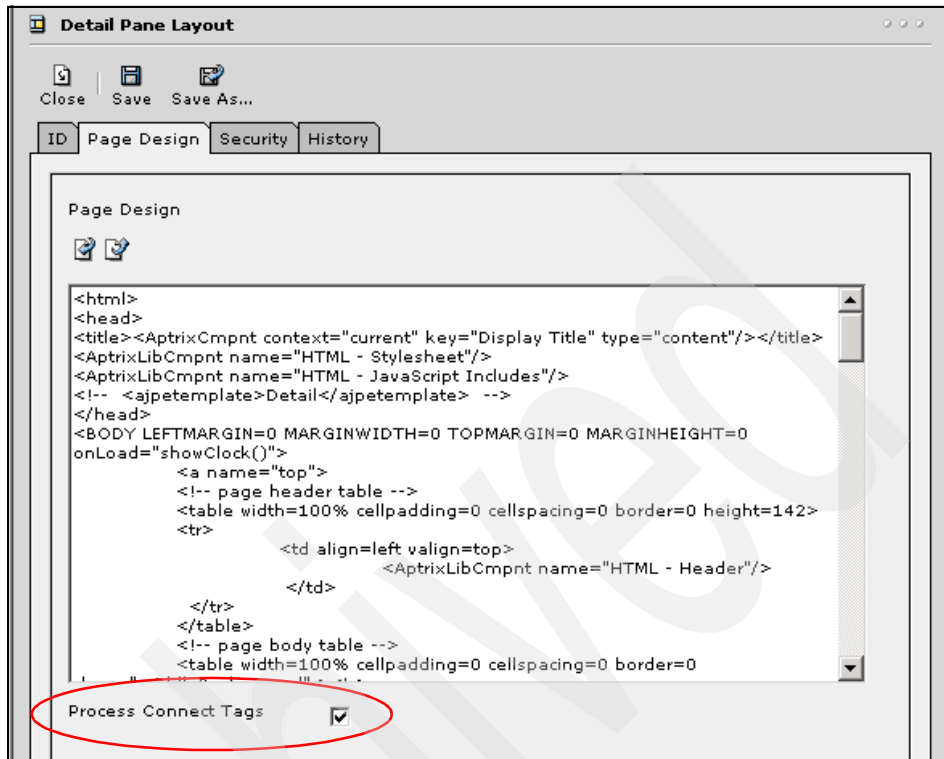 Detail Pane Layout
Close Save Save As...
ID Page Design Security History
Page Design
<html>
<head>
<title><AptrixCmpnt context="current" key="Display Title" type="content"/></title>
<AptrixLibCmpnt name="HTML - Stylesheet"/>
<AptrixLibCmpnt name="HTML - JavaScript Includes"/>
<!-- <ajpetemplate>Detail</ajpetemplate> -->
</head>
<BODY LEFTMARGIN=0 MARGINWIDTH=0 TOPMARGIN=0 MARGINHEIGHT=0
onLoad="showClock()">
<a name="top">
<!-- page header table -->
<table width=100% cellpadding=0 cellspacing=0 border=0 height=142>
<tr>
<td align=left valign=top>
<AptrixLibCmpnt name="HTML - Header"/>
</td>
</tr>
</table>
<!-- page body table -->
<table width=100% cellpadding=0 cellspacing=0 border=0
Process Connect Tags